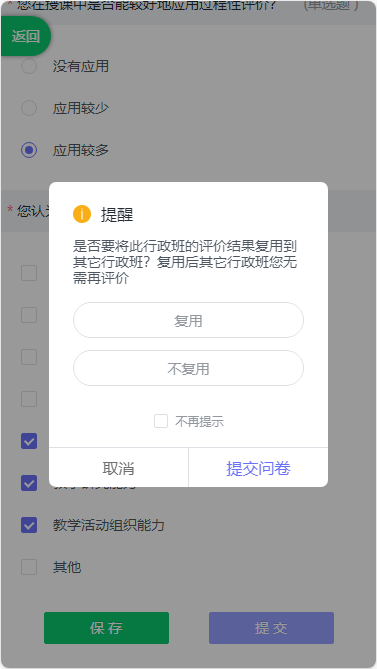 * 您在授课中是否能较好地应用过程性评价？ (单选题)
返回
没有应用
应用较少
应用较多
* 您认
提醒
是否要将此行政班的评价结果复用到
其它行政班？复用后其它行政班您无
需再评价
复用
不复用
不再提示
取消
提交问卷
教学活动组织能力
其他
保 存
提 交